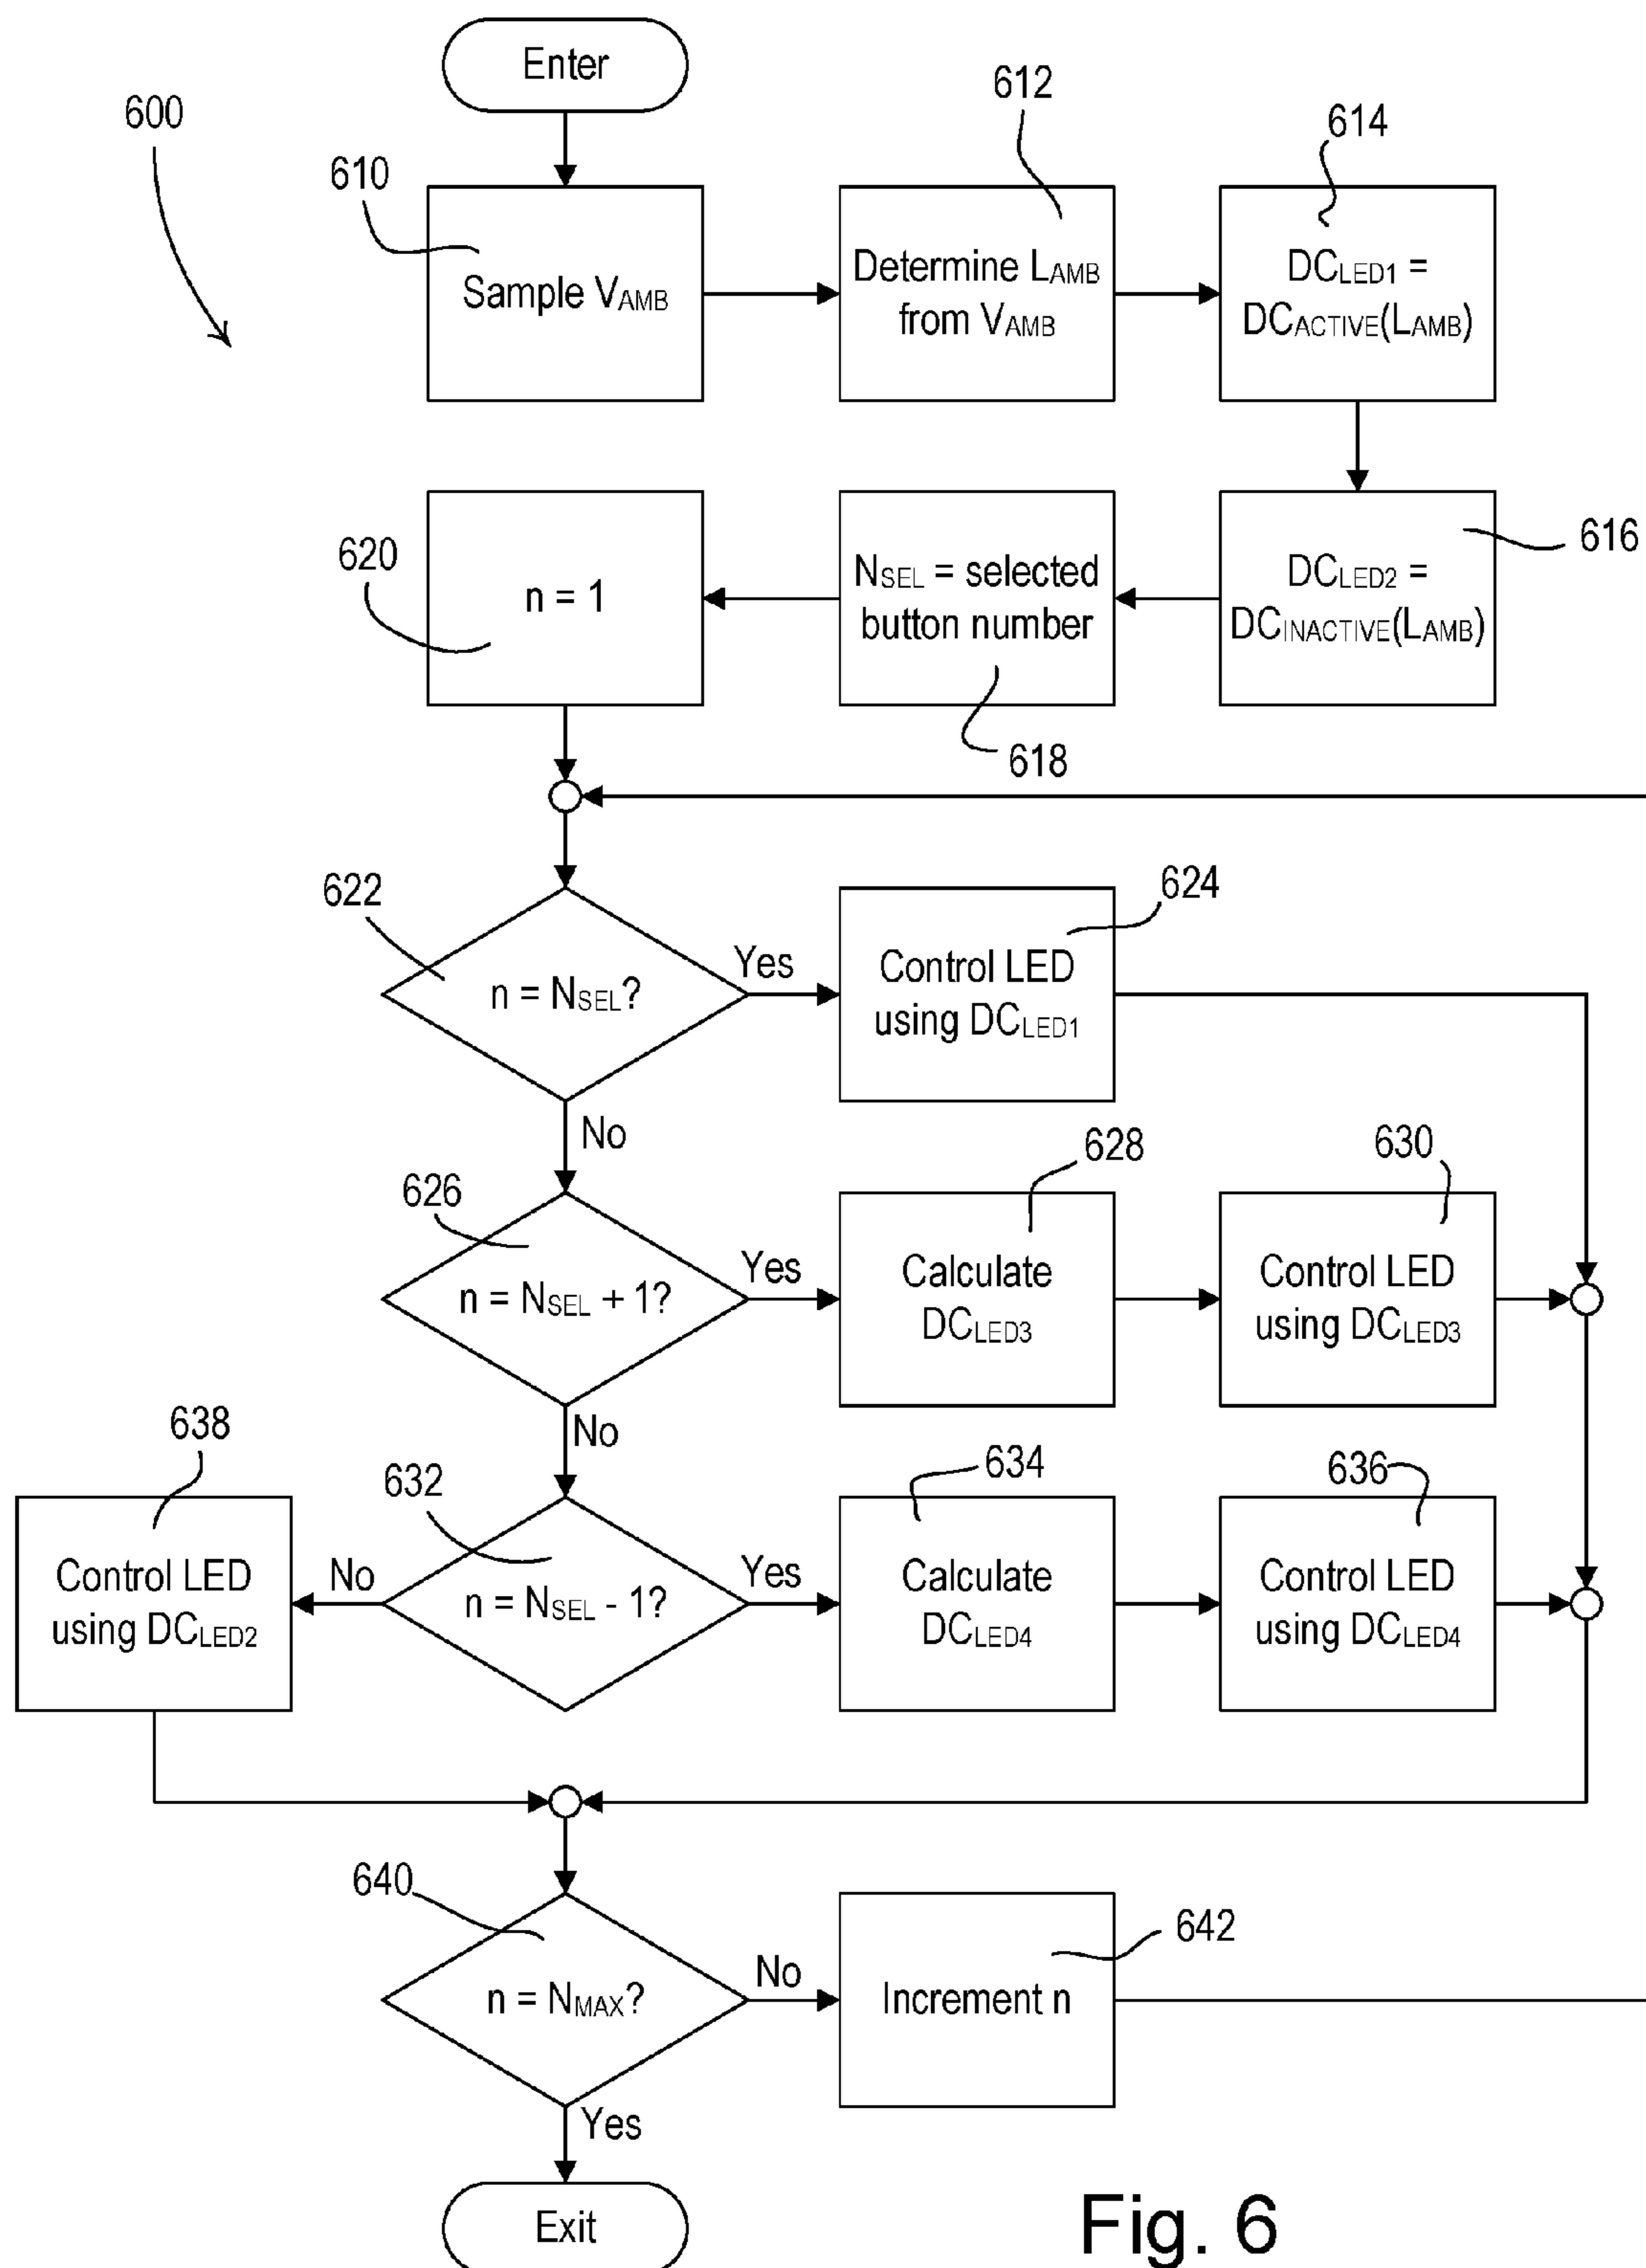 Enter
600
610
Sample VAMB
612
Determine LAMB
from VAMB
614
DCLED1 =
DCACTIVE(LAMB)
620
n = 1
NSEL = selected
button number
618
DCLED2 =
DCINACTIVE(LAMB)
616
622
n = NSEL?
Yes
No
624
Control LED
using DCLED1
626
n = NSEL + 1?
Yes
No
628
Calculate
DCLED3
630
Control LED
using DCLED3
638
Control LED
using DCLED2
No
632
n = NSEL - 1?
Yes
634
Calculate
DCLED4
636
Control LED
using DCLED4
640
n = NMAX?
No
Yes
642
Increment n
Exit
Fig. 6